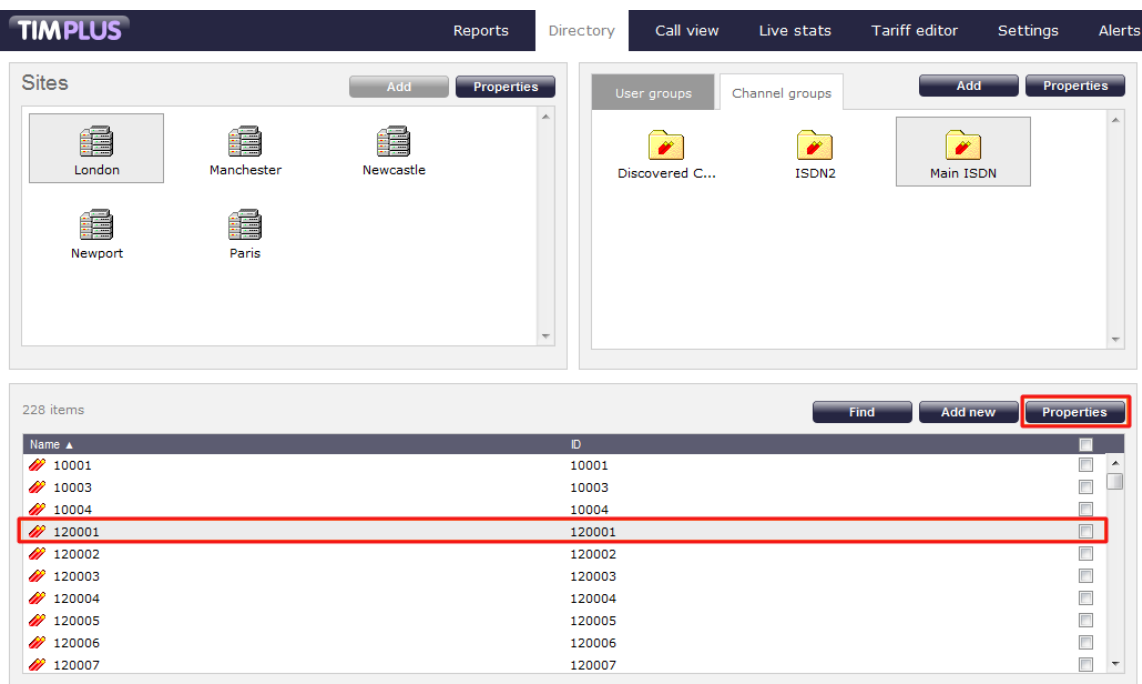 TIMPLUS Reports Directory Call view Live stats Tariff editor Settings Alerts
Sites Add Properties
London Manchester Newcastle
Newport Paris
User groups Channel groups Add Properties
Discovered C... ISDN2 Main ISDN
228 items Find Add new Properties
Name ▲ ID
10001 10001
10003 10003
10004 10004
120001 120001
120002 120002
120003 120003
120004 120004
120005 120005
120006 120006
120007 120007